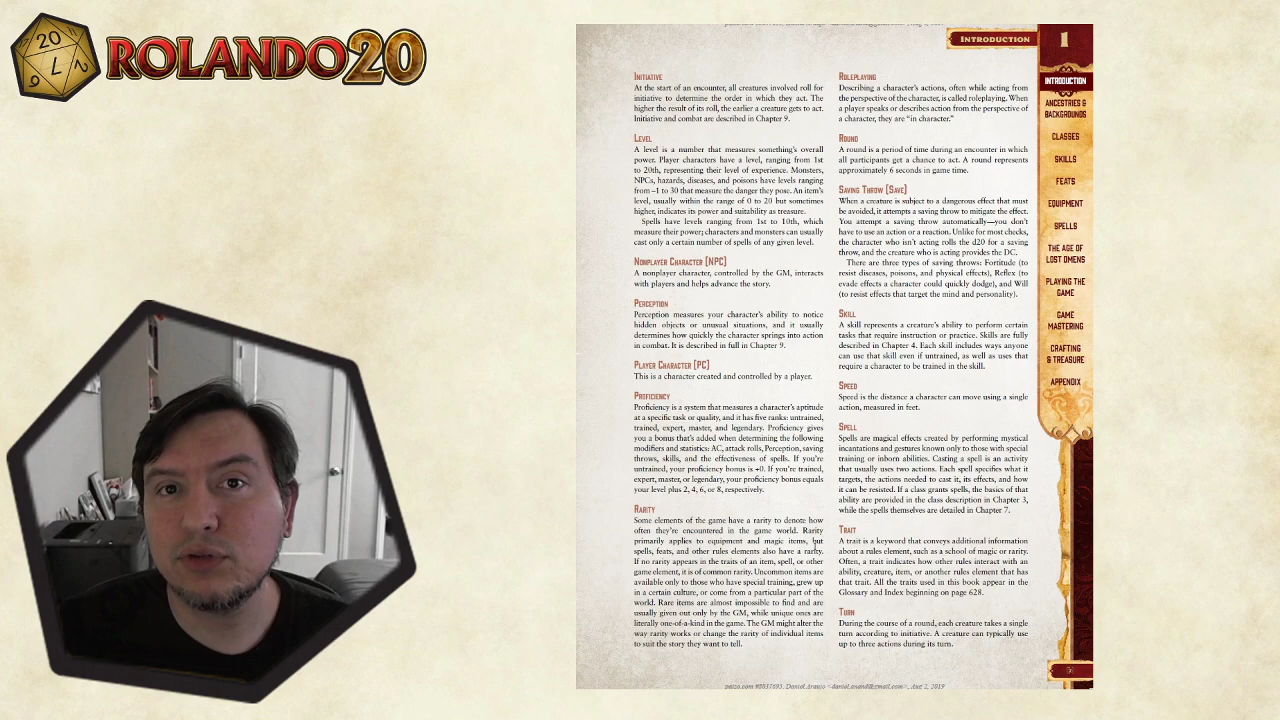 20
7
ROLANDO20
Introduction
1
Initiative
At the start of an encounter, all creatures involved roll for
initiative to determine the order in which they act. The
higher the result of its roll, the earlier a creature gets to act.
Initiative and combat are described in Chapter 9.
Level
A level is a number that measures something's overall
power. Player characters have a level, ranging from 1st
to 20th, representing their level of experience. Monsters,
NPCs, hazards, diseases, and poisons have levels ranging
from –1 to 30 that measure the danger they pose. An item's
level, usually within the range of 0 to 20 but sometimes
higher, indicates its power and suitability as treasure.
Spells have levels ranging from 1st to 10th, which
measure their power; characters and monsters can usually
cast only a certain number of spells of any given level.
Nonplayer Character (NPC)
A nonplayer character, controlled by the GM, interacts
with players and helps advance the story.
Perception
Perception measures your character's ability to notice
hidden objects or unusual situations, and it usually
determines how quickly the character springs into action
in combat. It is described in full in Chapter 9.
Player Character (PC)
This is a character created and controlled by a player.
Proficiency
Proficiency is a system that measures a character's aptitude
at a specific task or quality, and it has five ranks: untrained,
trained, expert, master, and legendary. Proficiency gives
you a bonus that's added when determining the following
modifiers and statistics: AC, attack rolls, Perception, saving
throws, skills, and the effectiveness of spells. If you're
untrained, your proficiency bonus is +0. If you're trained,
expert, master, or legendary, your proficiency bonus equals
your level plus 2, 4, 6, or 8, respectively.
Rarity
Some elements of the game have a rarity to denote how
often they're encountered in the game world. Rarity
primarily applies to equipment and magic items, but
spells, feats, and other rules elements also have a rarity.
If no rarity appears in the traits of an item, spell, or other
game element, it is of common rarity. Uncommon items are
available only to those who have special training, grew up
in a certain culture, or come from a particular part of the
world. Rare items are almost impossible to find and are
usually given out only by the GM, while unique ones are
literally one-of-a-kind in the game. The GM might alter the
way rarity works or change the rarity of individual items
to suit the story they want to tell.
Roleplaying
Describing a character's actions, often while acting from
the perspective of the character, is called roleplaying. When
a player speaks or describes action from the perspective of
a character, they are "in character."
Round
A round is a period of time during an encounter in which
all participants get a chance to act. A round represents
approximately 6 seconds in game time.
Saving Throw (Save)
When a creature is subject to a dangerous effect that must
be avoided, it attempts a saving throw to mitigate the effect.
You attempt a saving throw automatically—you don't
have to use an action or a reaction. Unlike for most checks,
the character who isn't acting rolls the d20 for a saving
throw, and the creature who is acting provides the DC.
There are three types of saving throws: Fortitude (to
resist diseases, poisons, and physical effects), Reflex (to
evade effects a character could quickly dodge), and Will
(to resist effects that target the mind and personality).
Skill
A skill represents a creature's ability to perform certain
tasks that require instruction or practice. Skills are fully
described in Chapter 4. Each skill includes ways anyone
can use that skill even if untrained, as well as uses that
require a character to be trained in the skill.
Speed
Speed is the distance a character can move using a single
action, measured in feet.
Spell
Spells are magical effects created by performing mystical
incantations and gestures known only to those with special
training or inborn abilities. Casting a spell is an activity
that usually uses two actions. Each spell specifies what it
targets, the actions needed to cast it, its effects, and how
it can be resisted. If a class grants spells, the basics of that
ability are provided in the class description in Chapter 3,
while the spells themselves are detailed in Chapter 7.
Trait
A trait is a keyword that conveys additional information
about a rules element, such as a school of magic or rarity.
Often, a trait indicates how other rules interact with an
ability, creature, item, or another rules element that has
that trait. All the traits used in this book appear in the
Glossary and Index beginning on page 628.
Turn
During the course of a round, each creature takes a single
turn according to initiative. A creature can typically use
up to three actions during its turn.
INTRODUCTION
ANCESTRIES &
BACKGROUNDS
CLASSES
SKILLS
FEATS
EQUIPMENT
SPELLS
THE AGE OF
LOST OMENS
PLAYING THE
GAME
GAME
MASTERING
CRAFTING
& TREASURE
APPENDIX